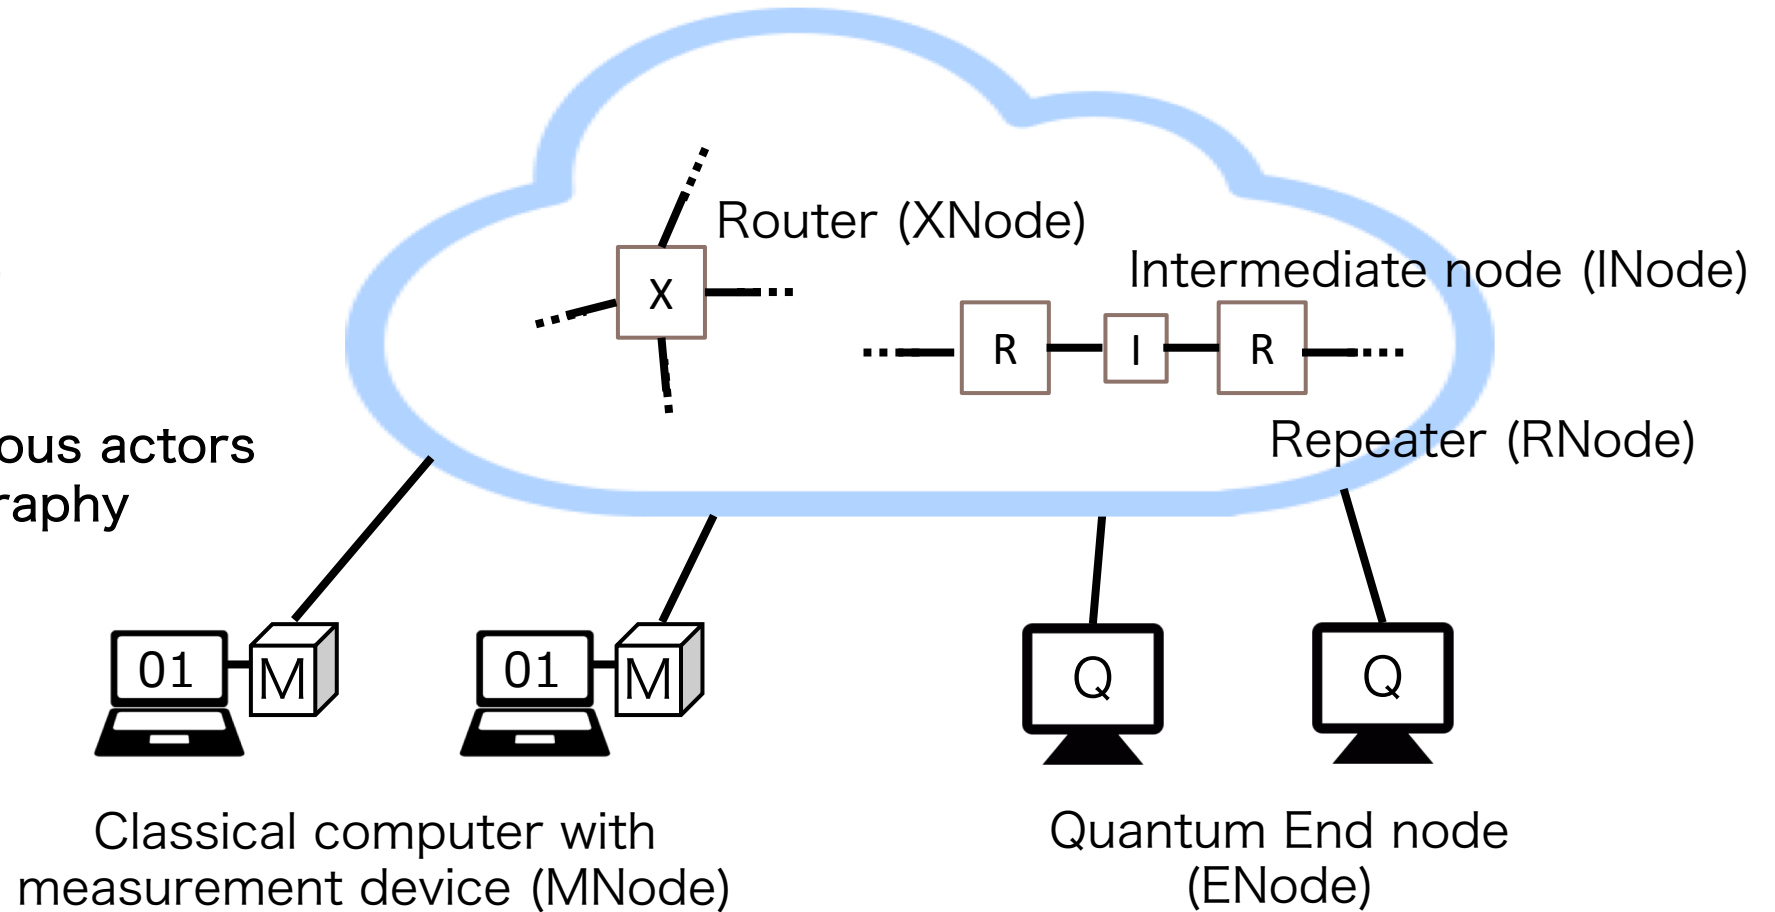 Router (XNode)
X
Intermediate node (INode)
R
I
R
Repeater (RNode)
ous actors
raphy
01
M
01
M
Q
Q
Classical computer with
measurement device (MNode)
Quantum End node
(ENode)